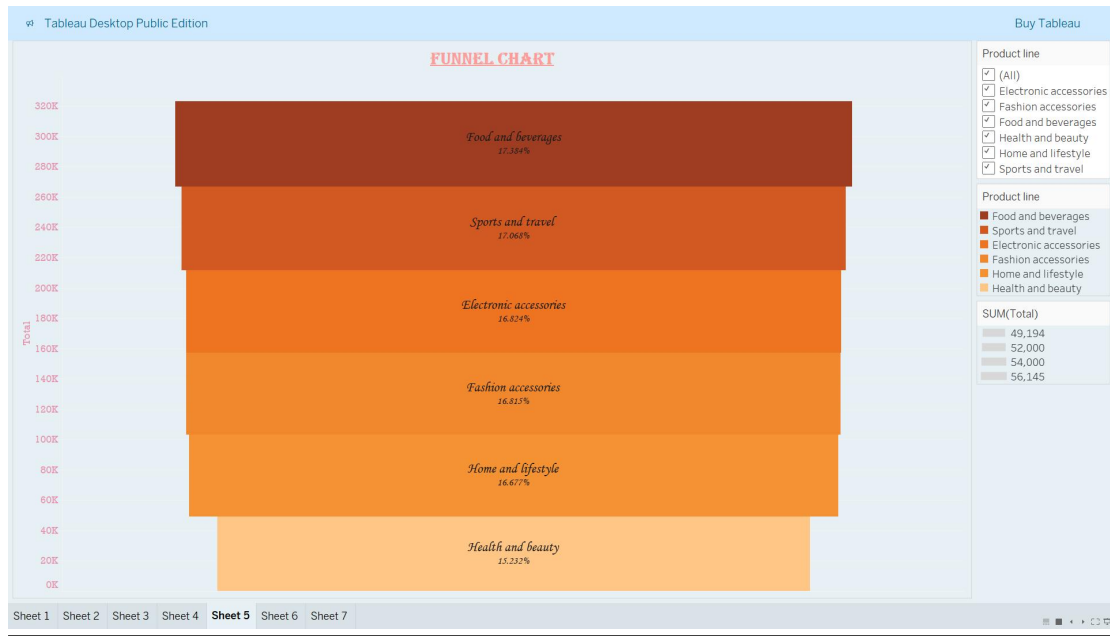 Tableau Desktop Public Edition
Buy Tableau
FUNNEL CHART
320K
300K
280K
260K
240K
220K
200K
180K
160K
140K
120K
100K
80K
60K
40K
20K
0K
Total
Food and beverages
17.384%
Sports and travel
17.068%
Electronic accessories
16.824%
Fashion accessories
16.815%
Home and lifestyle
16.677%
Health and beauty
15.232%
Product line
(All)
Electronic accessories
Fashion accessories
Food and beverages
Health and beauty
Home and lifestyle
Sports and travel
Product line
Food and beverages
Sports and travel
Electronic accessories
Fashion accessories
Home and lifestyle
Health and beauty
SUM(Total)
49,194
52,000
54,000
56,145
Sheet 1 Sheet 2 Sheet 3 Sheet 4 Sheet 5 Sheet 6 Sheet 7